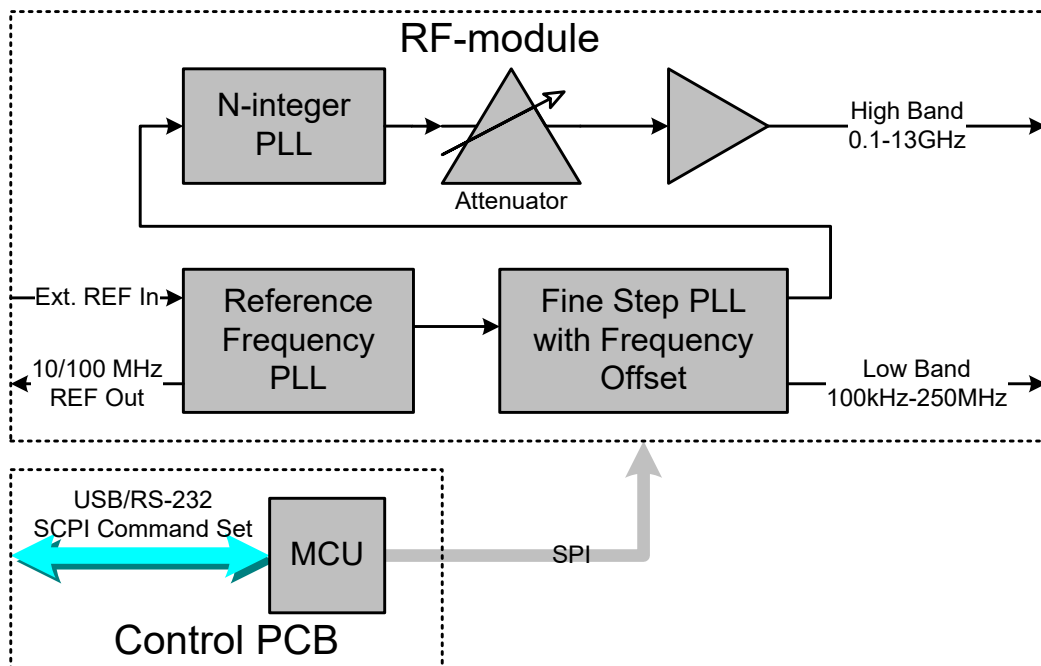 RF-module
N-integer
PLL
Attenuator
High Band
0.1-13GHz
Ext. REF In
10/100 MHz
REF Out
Reference
Frequency
PLL
Fine Step PLL
with Frequency
Offset
Low Band
100kHz-250MHz
USB/RS-232
SCPI Command Set
MCU
SPI
Control PCB